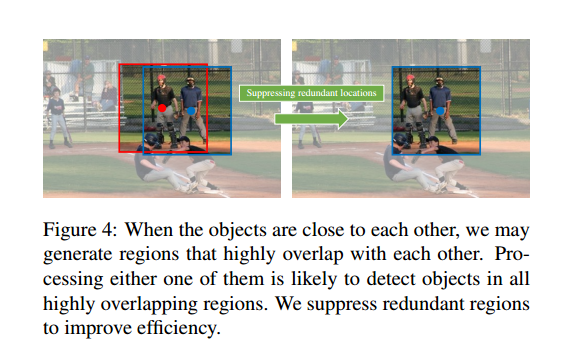 Suppressing redundant locations
Figure 4: When the objects are close to each other, we may
generate regions that highly overlap with each other. Pro-
cessing either one of them is likely to detect objects in all
highly overlapping regions. We suppress redundant regions
to improve efficiency.